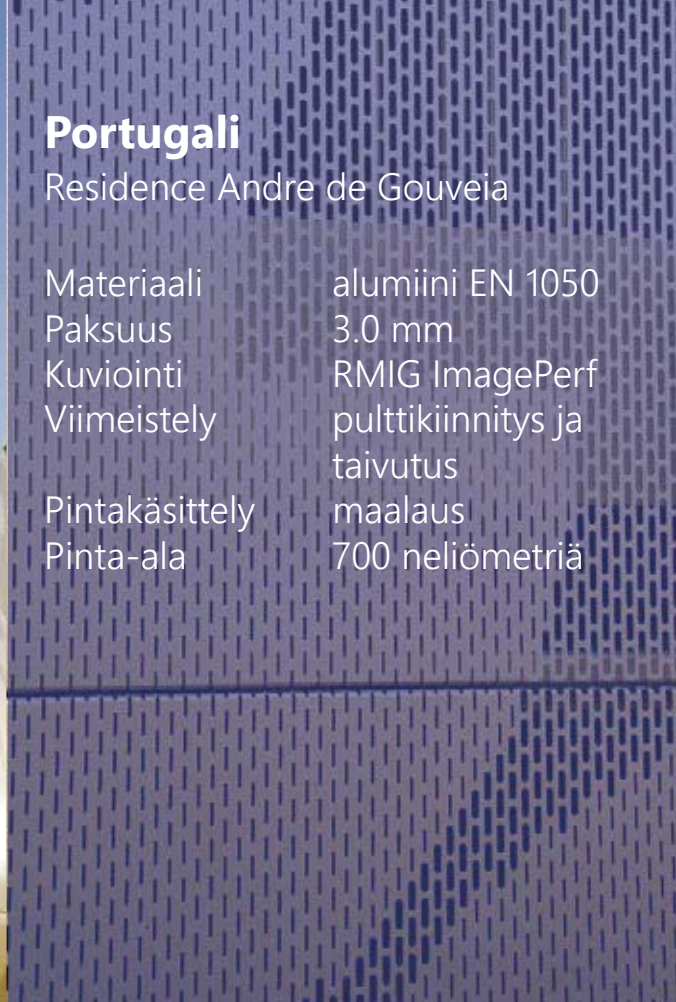 Portugali
Residence Andre de Gouveia
Materiaali alumiini EN 1050
Paksuus 3.0 mm
Kuviointi RMIG ImagePerf
Viimeistely pulttikiinnitys ja
taivutus
Pintakäsittely maalaus
Pinta-ala 700 neliömetriä